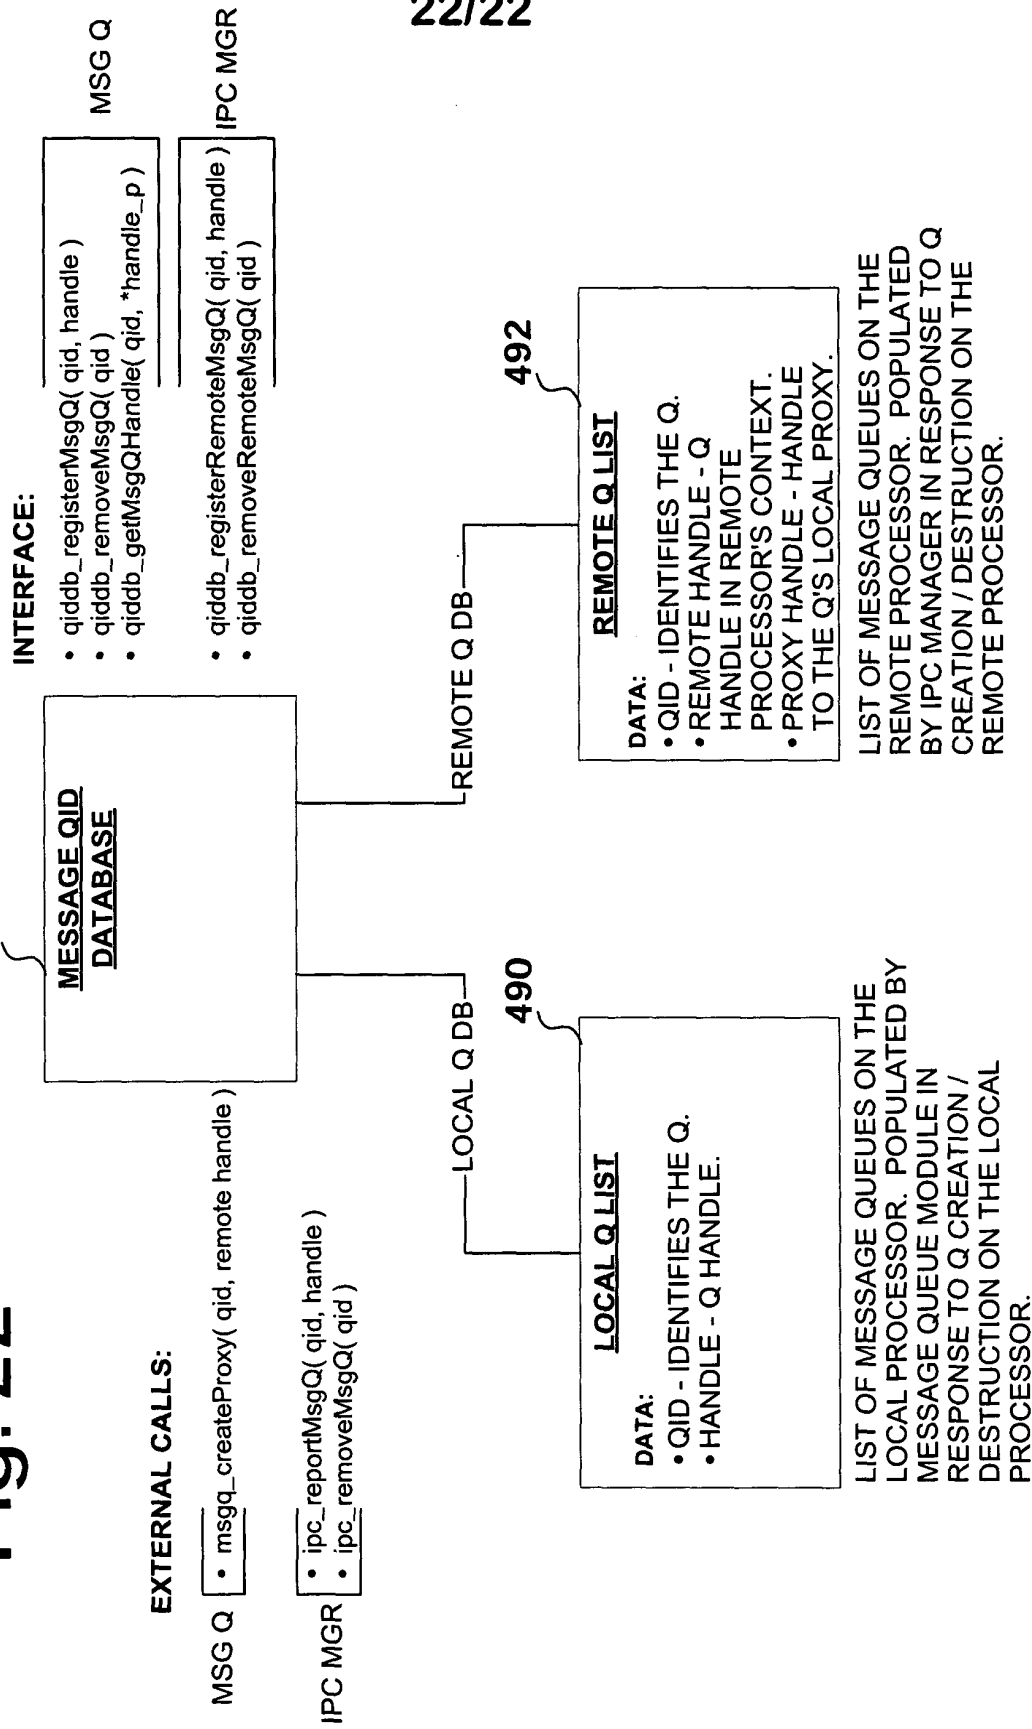 22/22
Fig. 22
EXTERNAL CALLS:
MSG Q
• msgq_createProxy( qid, remote handle )
IPC MGR
• ipc_reportMsgQ( qid, handle )
• ipc_removeMsgQ( qid )
MESSAGE QID
DATABASE
INTERFACE:
• qiddb_registerMsgQ( qid, handle )
• qiddb_removeMsgQ( qid )
• qiddb_getMsgQHandle( qid, *handle_p )
MSG Q
• qiddb_registerRemoteMsgQ( qid, handle )
• qiddb_removeRemoteMsgQ( qid )
IPC MGR
LOCAL Q DB
REMOTE Q DB
490
LOCAL Q LIST
DATA:
• QID - IDENTIFIES THE Q.
• HANDLE - Q HANDLE.
LIST OF MESSAGE QUEUES ON THE
LOCAL PROCESSOR. POPULATED BY
MESSAGE QUEUE MODULE IN
RESPONSE TO Q CREATION /
DESTRUCTION ON THE LOCAL
PROCESSOR.
492
REMOTE Q LIST
DATA:
• QID - IDENTIFIES THE Q.
• REMOTE HANDLE - Q
HANDLE IN REMOTE
PROCESSOR'S CONTEXT.
• PROXY HANDLE - HANDLE
TO THE Q'S LOCAL PROXY.
LIST OF MESSAGE QUEUES ON THE
REMOTE PROCESSOR. POPULATED
BY IPC MANAGER IN RESPONSE TO Q
CREATION / DESTRUCTION ON THE
REMOTE PROCESSOR.